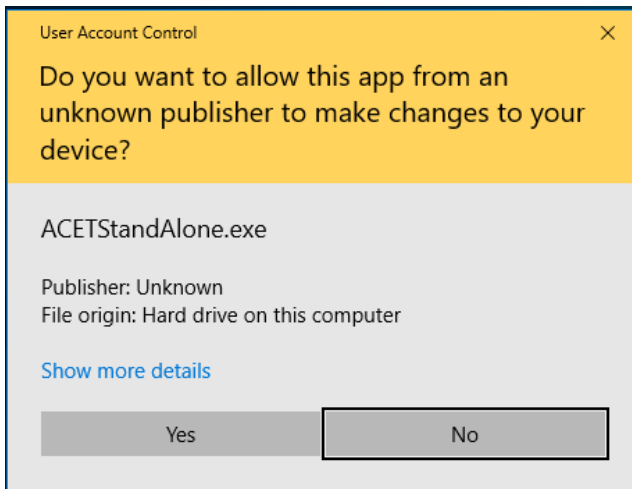 User Account Control
Do you want to allow this app from an
unknown publisher to make changes to your
device?
ACETStandAlone.exe
Publisher: Unknown
File origin: Hard drive on this computer
Show more details
Yes
No